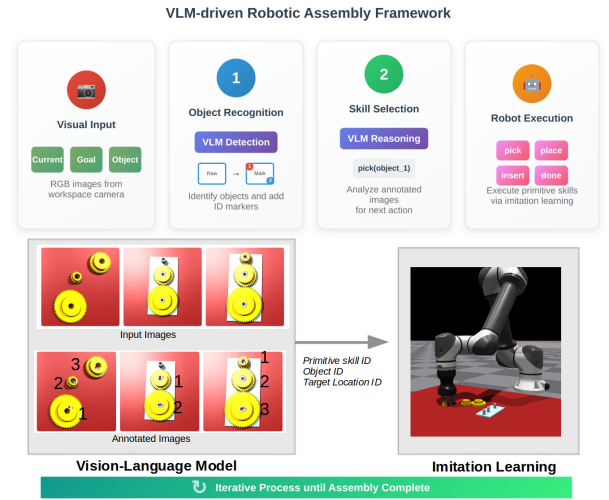 VLM-driven Robotic Assembly Framework
Visual Input
Current
Goal
Object
RGB images from
workspace camera
1
Object Recognition
VLM Detection
Raw
→
Mark
1
2
Identify objects and add
ID markers
2
Skill Selection
VLM Reasoning
pick(object_1)
Analyze annotated
images
for next action
Robot Execution
pick
place
insert
done
Execute primitive skills
via imitation learning
Input Images
3
2
1
1
2
1
2
3
Annotated Images
Vision-Language Model
Primitive skill ID
Object ID
Target Location ID
Imitation Learning
Iterative Process until Assembly Complete